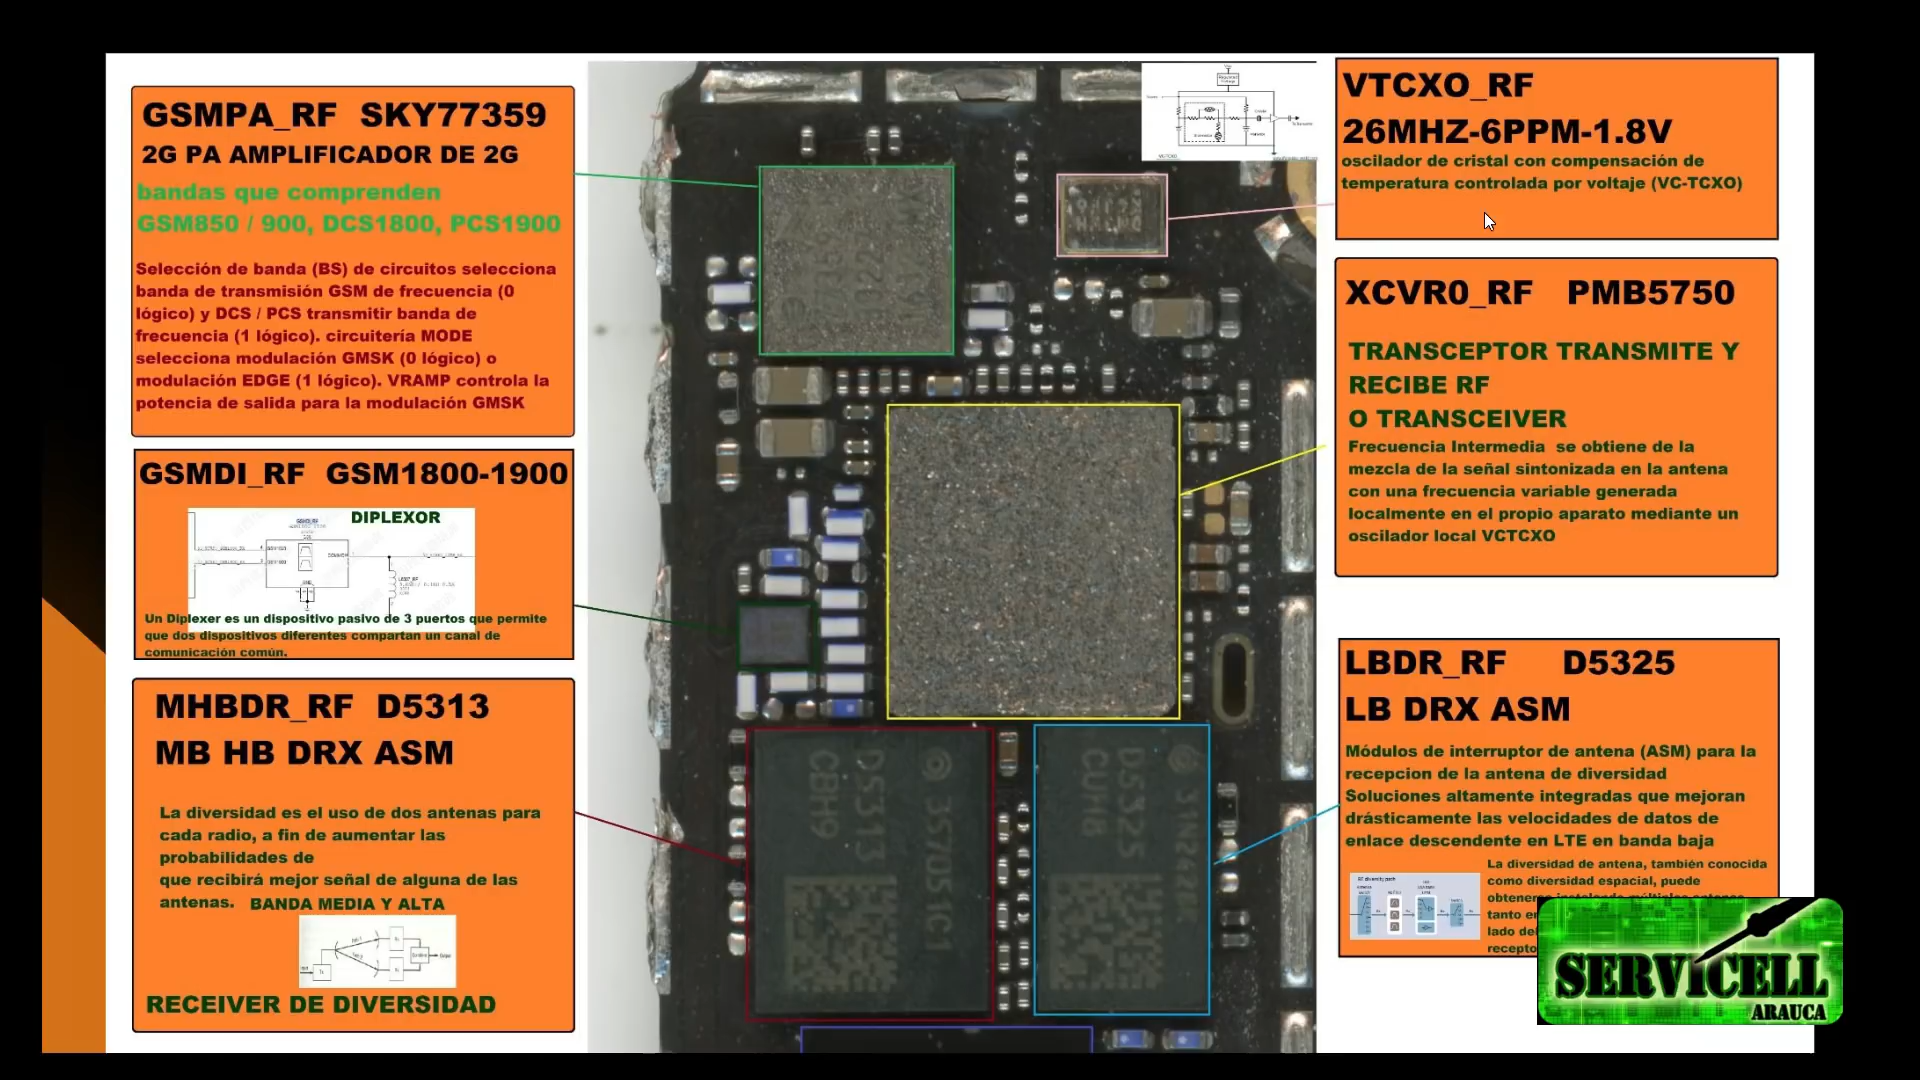 GSMPA_RF SKY77359
2G PA AMPLIFICADOR DE 2G
bandas que comprenden
GSM850 / 900, DCS1800, PCS1900
Selección de banda (BS) de circuitos selecciona
banda de transmisión GSM de frecuencia (0
lógico) y DCS / PCS transmitir banda de
frecuencia (1 lógico). circuitería MODE
selecciona modulación GMSK (0 lógico) o
modulación EDGE (1 lógico). VRAMP controla la
potencia de salida para la modulación GMSK
GSMDI_RF GSM1800-1900
DIPLEXOR
Un Diplexer es un dispositivo pasivo de 3 puertos que permite
que dos dispositivos diferentes compartan un canal de
comunicación común.
MHBDR_RF D5313
MB HB DRX ASM
La diversidad es el uso de dos antenas para
cada radio, a fin de aumentar las
probabilidades de
que recibirá mejor señal de alguna de las
antenas. BANDA MEDIA Y ALTA
RECEIVER DE DIVERSIDAD
D5313
CBH9
D5325
CUH8
VTCXO_RF
26MHZ-6PPM-1.8V
oscilador de cristal con compensación de
temperatura controlada por voltaje (VC-TCXO)
XCVR0_RF PMB5750
TRANSCEPTOR TRANSMITE Y
RECIBE RF
O TRANSCEIVER
Frecuencia Intermedia se obtiene de la
mezcla de la señal sintonizada en la antena
con una frecuencia variable generada
localmente en el propio aparato mediante un
oscilador local VCTCXO
LBDR_RF D5325
LB DRX ASM
Módulos de interruptor de antena (ASM) para la
recepcion de la antena de diversidad
Soluciones altamente integradas que mejoran
drásticamente las velocidades de datos de
enlace descendente en LTE en banda baja
La diversidad de antena, también conocida
como diversidad espacial, puede
tanto en
lado del
SERVICELL
ARAUCA